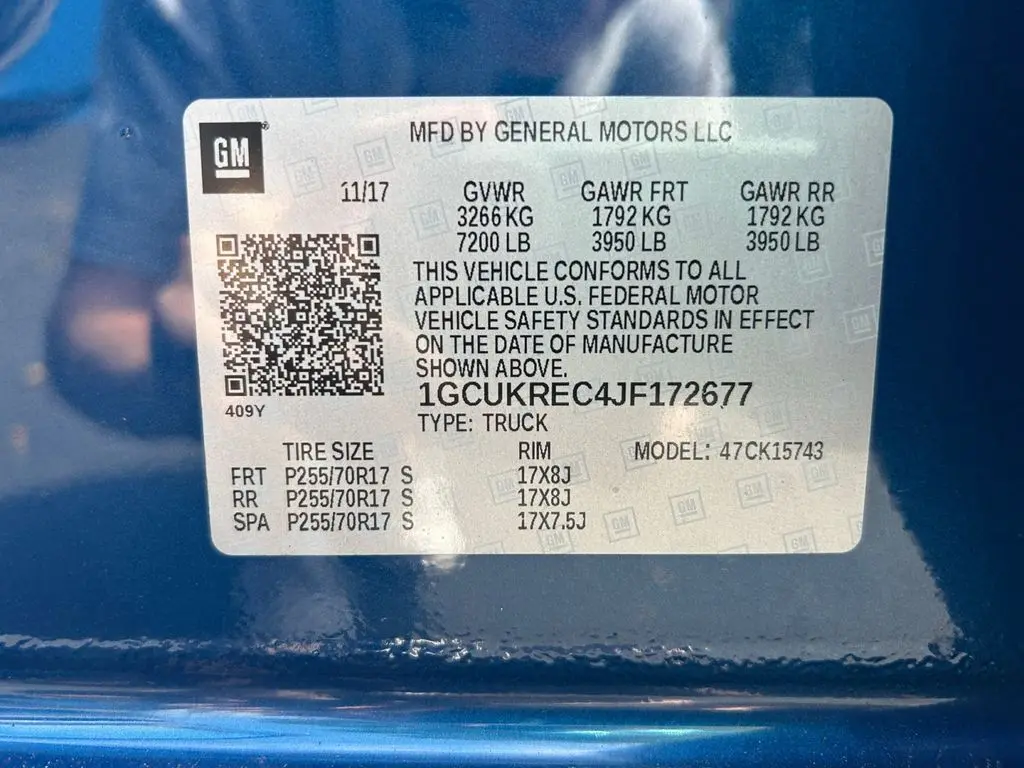 GM
MFD BY GENERAL MOTORS LLC
11/17 GVWR GAWR FRT GAWR RR
3266 KG 1792 KG 1792 KG
7200 LB 3950 LB 3950 LB
THIS VEHICLE CONFORMS TO ALL
APPLICABLE U.S. FEDERAL MOTOR
VEHICLE SAFETY STANDARDS IN EFFECT
ON THE DATE OF MANUFACTURE
SHOWN ABOVE.
409Y
1GCUKREC4JF172677
TYPE: TRUCK
TIRE SIZE RIM MODEL: 47CK15743
FRT P255/70R17 S 17X8J
RR P255/70R17 S 17X8J
SPA P255/70R17 S 17X7.5J